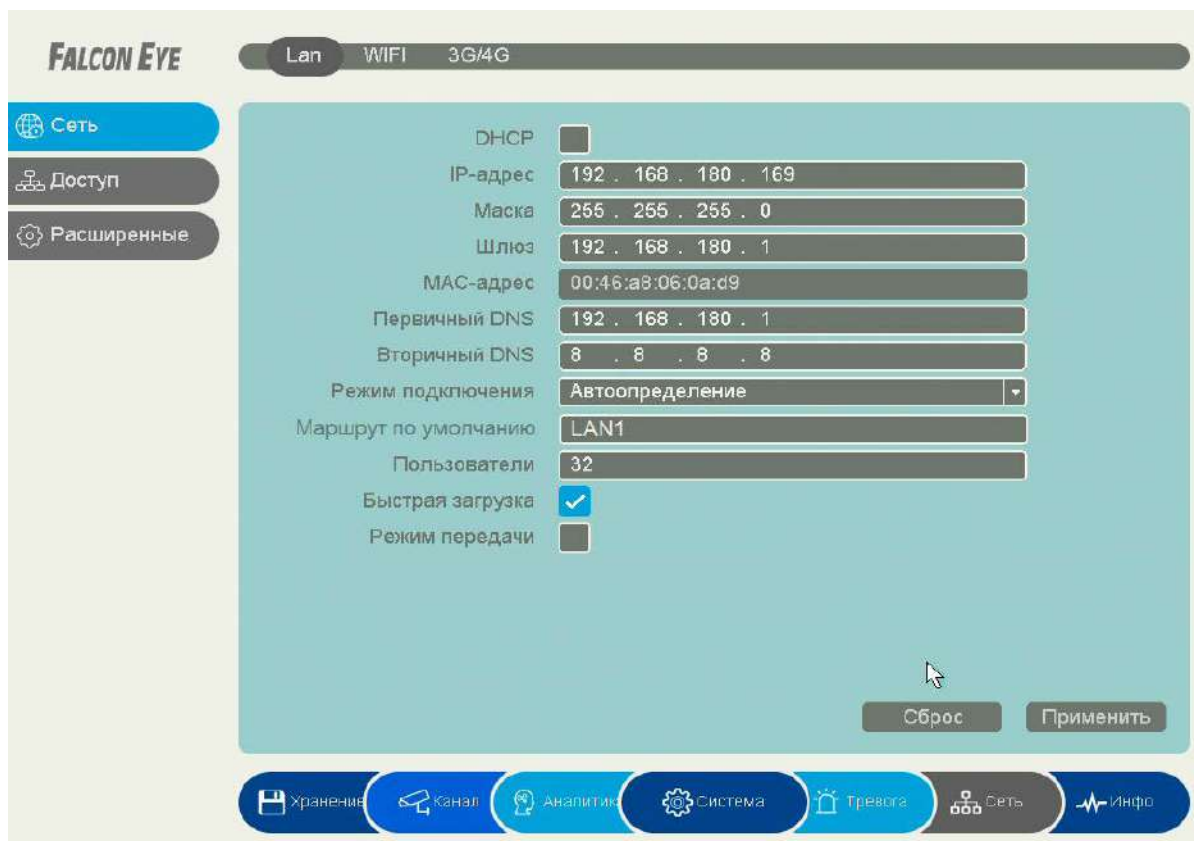 FALCON EYE
Lan WIFI 3G/4G
Сеть
Доступ
Расширенные
DHCP
IP-адрес 192 . 168 . 180 . 169
Маска 255 . 255 . 255 . 0
Шлюз 192 . 168 . 180 . 1
MAC-адрес 00:46:a8:06:0a:d9
Первичный DNS 192 . 168 . 180 . 1
Вторичный DNS 8 . 8 . 8 . 8
Режим подключения Автоопределение
Маршрут по умолчанию LAN1
Пользователи 32
Быстрая загрузка
Режим передачи
Сброс Применить
Хранение Канал Аналитик Система Тревога Сеть Инфо